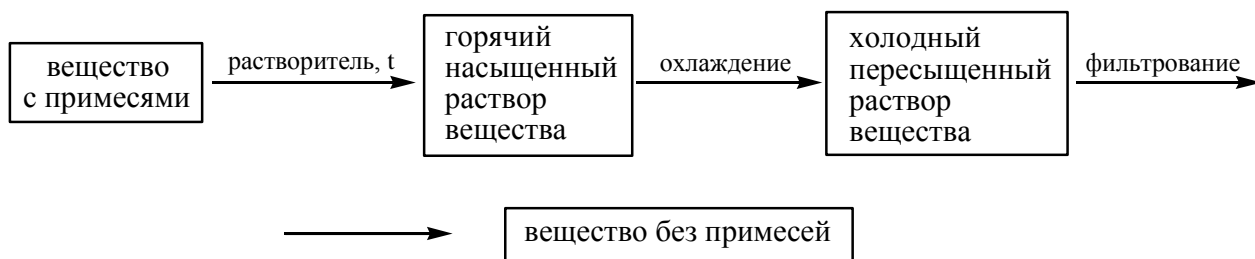 вещество
с примесями
растворитель, t
горячий
насыщенный
раствор
вещества
охлаждение
холодный
пересыщенный
раствор
вещества
фильтрование
вещество без примесей